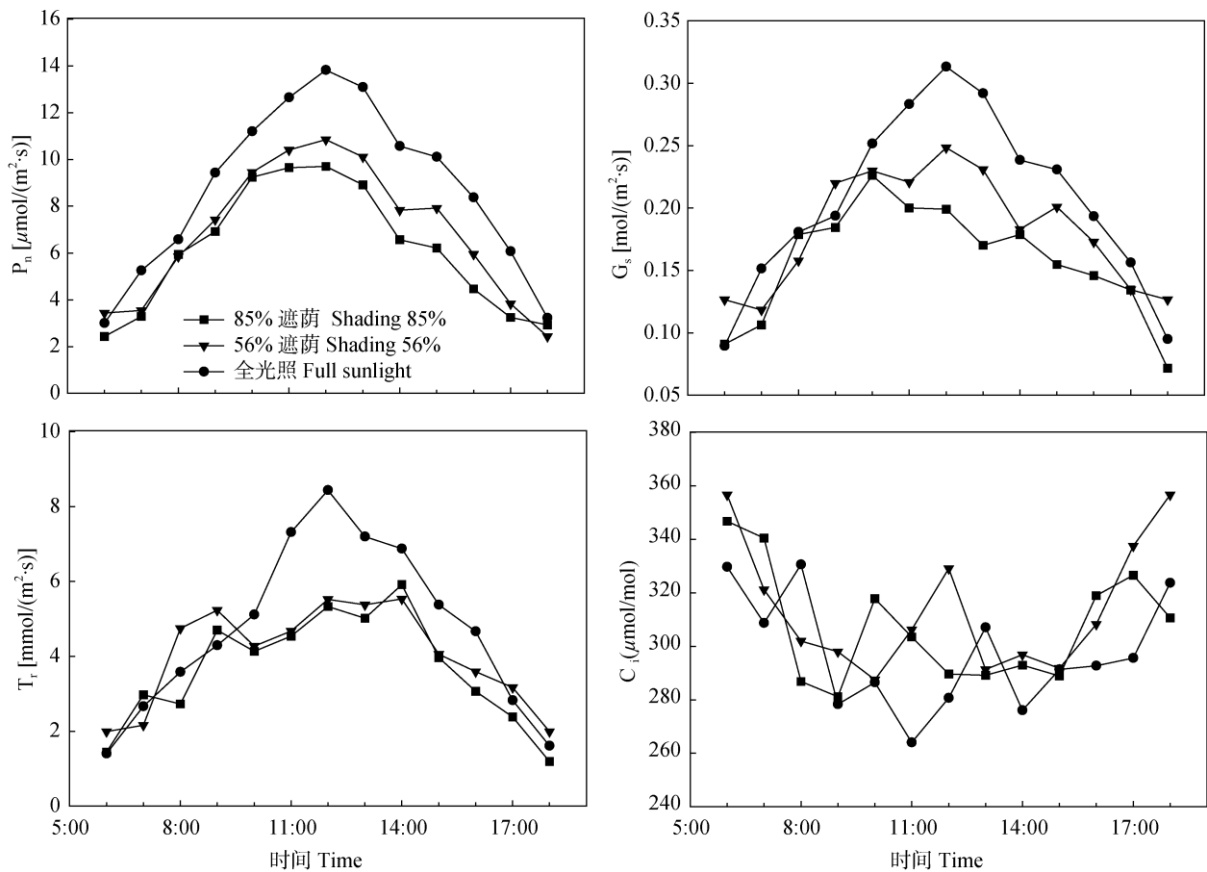 16
14
12
10
8
6
4
2
0
Pn [μmol/(m²·s)]
85% 遮荫 Shading 85%
56% 遮荫 Shading 56%
全光照 Full sunlight
0.35
0.30
0.25
0.20
0.15
0.10
0.05
Gs [mol/(m²·s)]
10
8
6
4
2
0
Tr [mmol/(m²·s)]
5:00 8:00 11:00 14:00 17:00
时间 Time
380
360
340
320
300
280
260
240
Ci(μmol/mol)
5:00 8:00 11:00 14:00 17:00
时间 Time